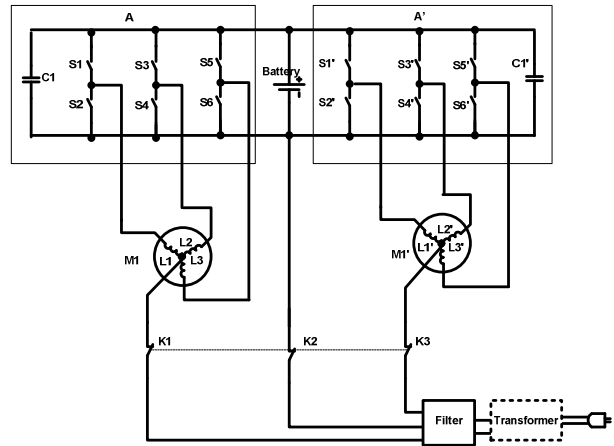 A
A'
S1
S3
S5
C1
S2
S4
S6
Battery
+
S1'
S3'
S5'
C1'
S2'
S4'
S6'
L2
L1
L3
M1
L2'
L1'
L3'
M1'
K1
K2
K3
Filter
Transformer